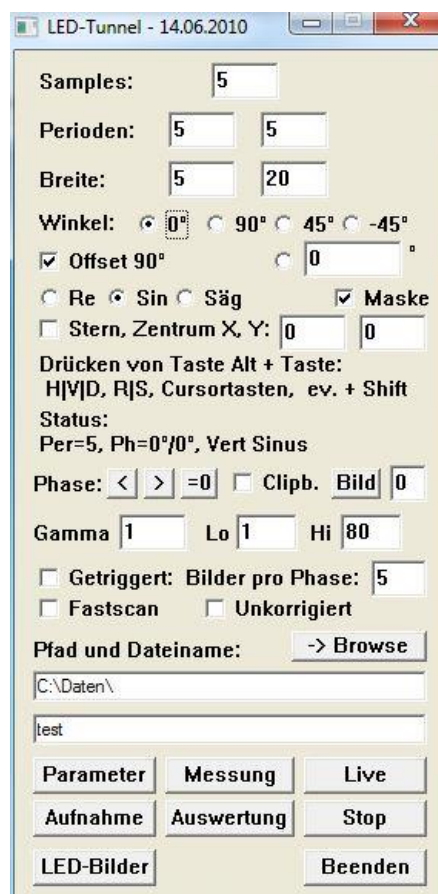 LED-Tunnel - 14.06.2010
Samples: 5
Perioden: 5 5
Breite: 5 20
Winkel: 0° 90° 45° -45°
Offset 90° 0 °
Re Sin Säg Maske
Stern, Zentrum X, Y: 0 0
Drücken von Taste Alt + Taste:
H|V|D, R|S, Cursortasten, ev. + Shift
Status:
Per=5, Ph=0°/0°, Vert Sinus
Phase: < > =0 Clipb. Bild 0
Gamma 1 Lo 1 Hi 80
Getriggert: Bilder pro Phase: 5
Fastscan Unkorrigiert
Pfad und Dateiname: -> Browse
C:\Daten\
test
Parameter Messung Live
Aufnahme Auswertung Stop
LED-Bilder Beenden